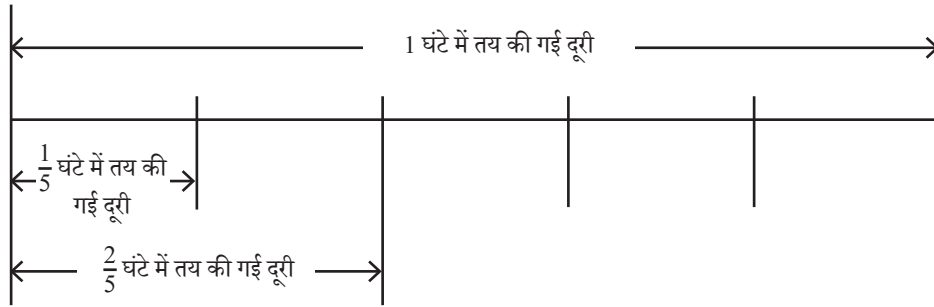 1 घंटे में तय की गई दूरी
1/5 घंटे में तय की
गई दूरी
2/5 घंटे में तय की गई दूरी